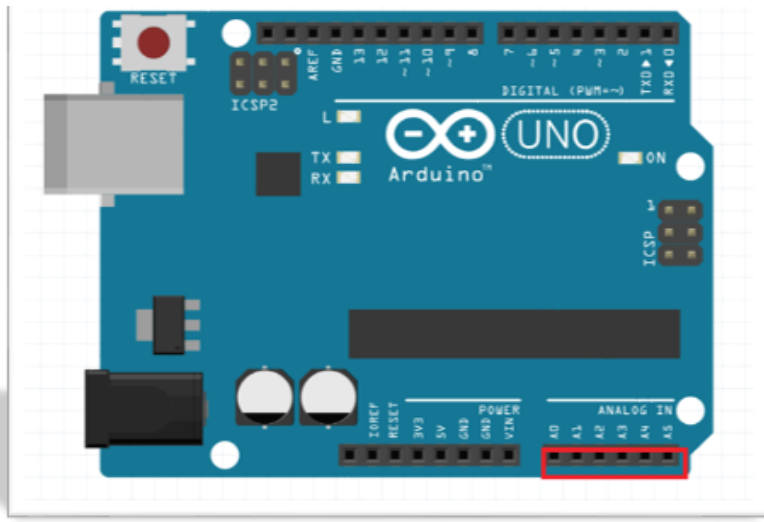 RESET
ICSP2
AREF
GND
13
12
~11
~10
~9
8
7
~6
~5
4
~3
2
TXD▶1
RXD◀0
DIGITAL (PWM=~)
L
TX
RX
Arduino™
UNO
ON
1
ICSP
IOREF
RESET
3V3
5V
GND
GND
VIN
POWER
ANALOG IN
A0
A1
A2
A3
A4
A5